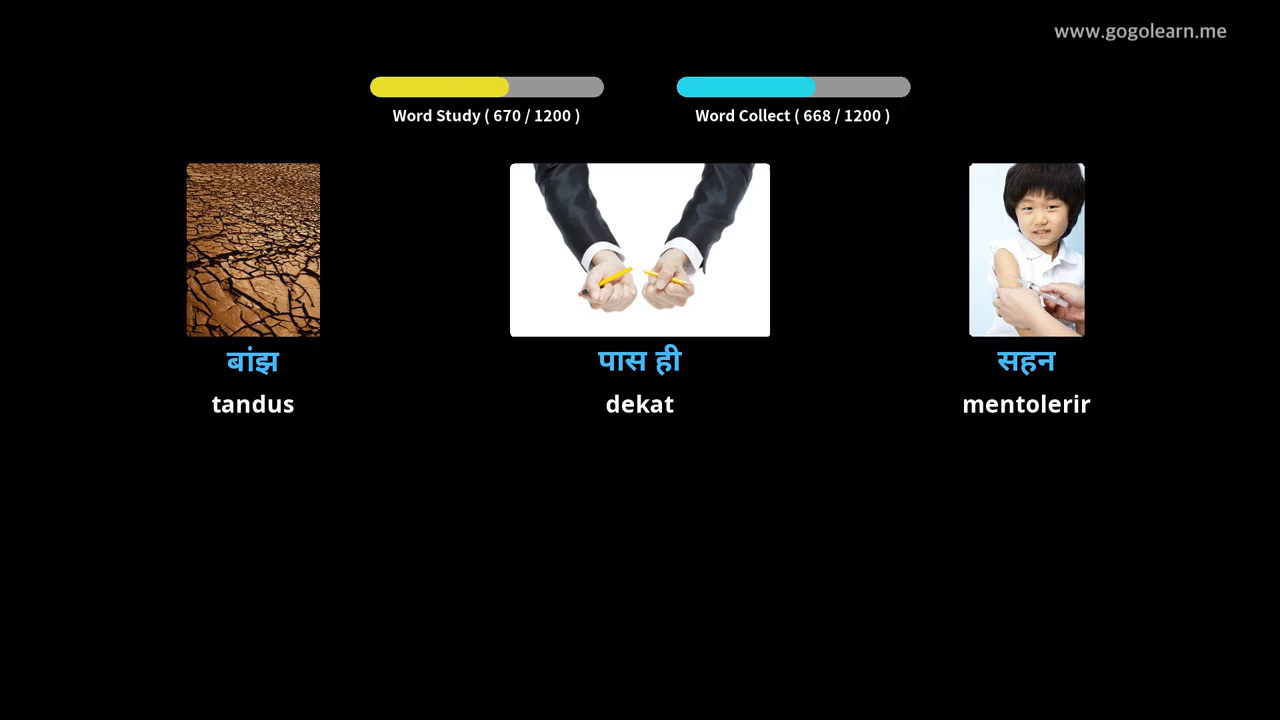 www.gogolearn.me
Word Study ( 670 / 1200 )
Word Collect ( 668 / 1200 )
बांझ
पास ही
सहन
tandus
dekat
mentolerir